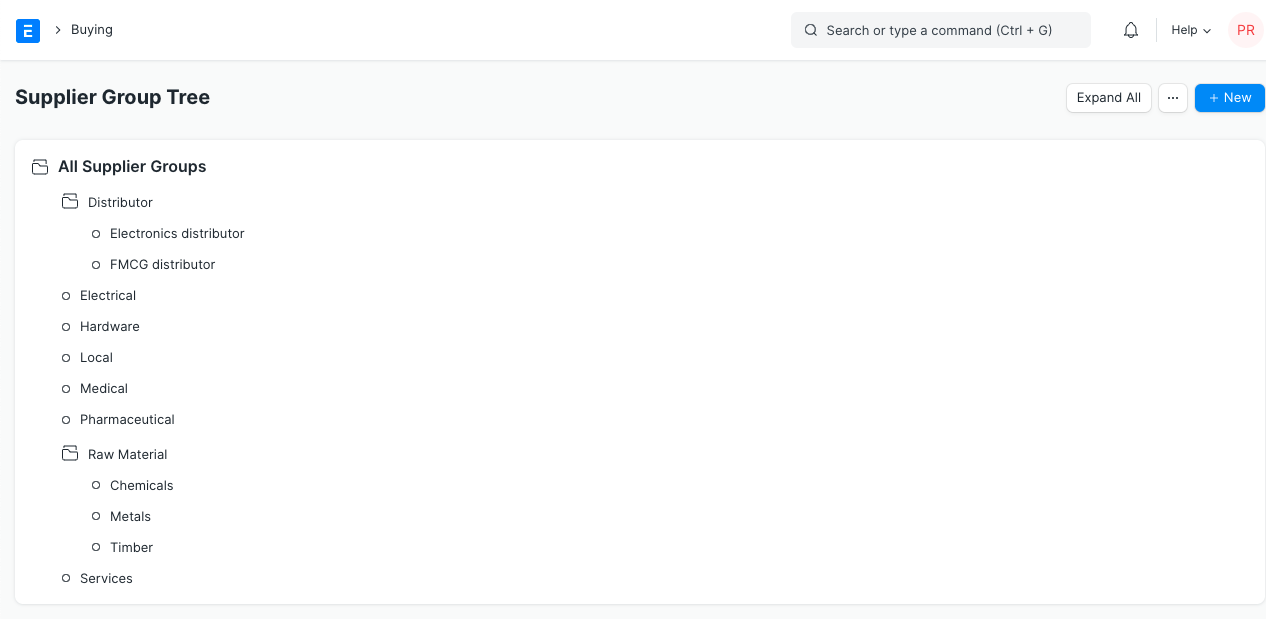 E Buying Search or type a command (Ctrl + G) Help PR
Supplier Group Tree Expand All ... + New
All Supplier Groups
Distributor
Electronics distributor
FMCG distributor
Electrical
Hardware
Local
Medical
Pharmaceutical
Raw Material
Chemicals
Metals
Timber
Services